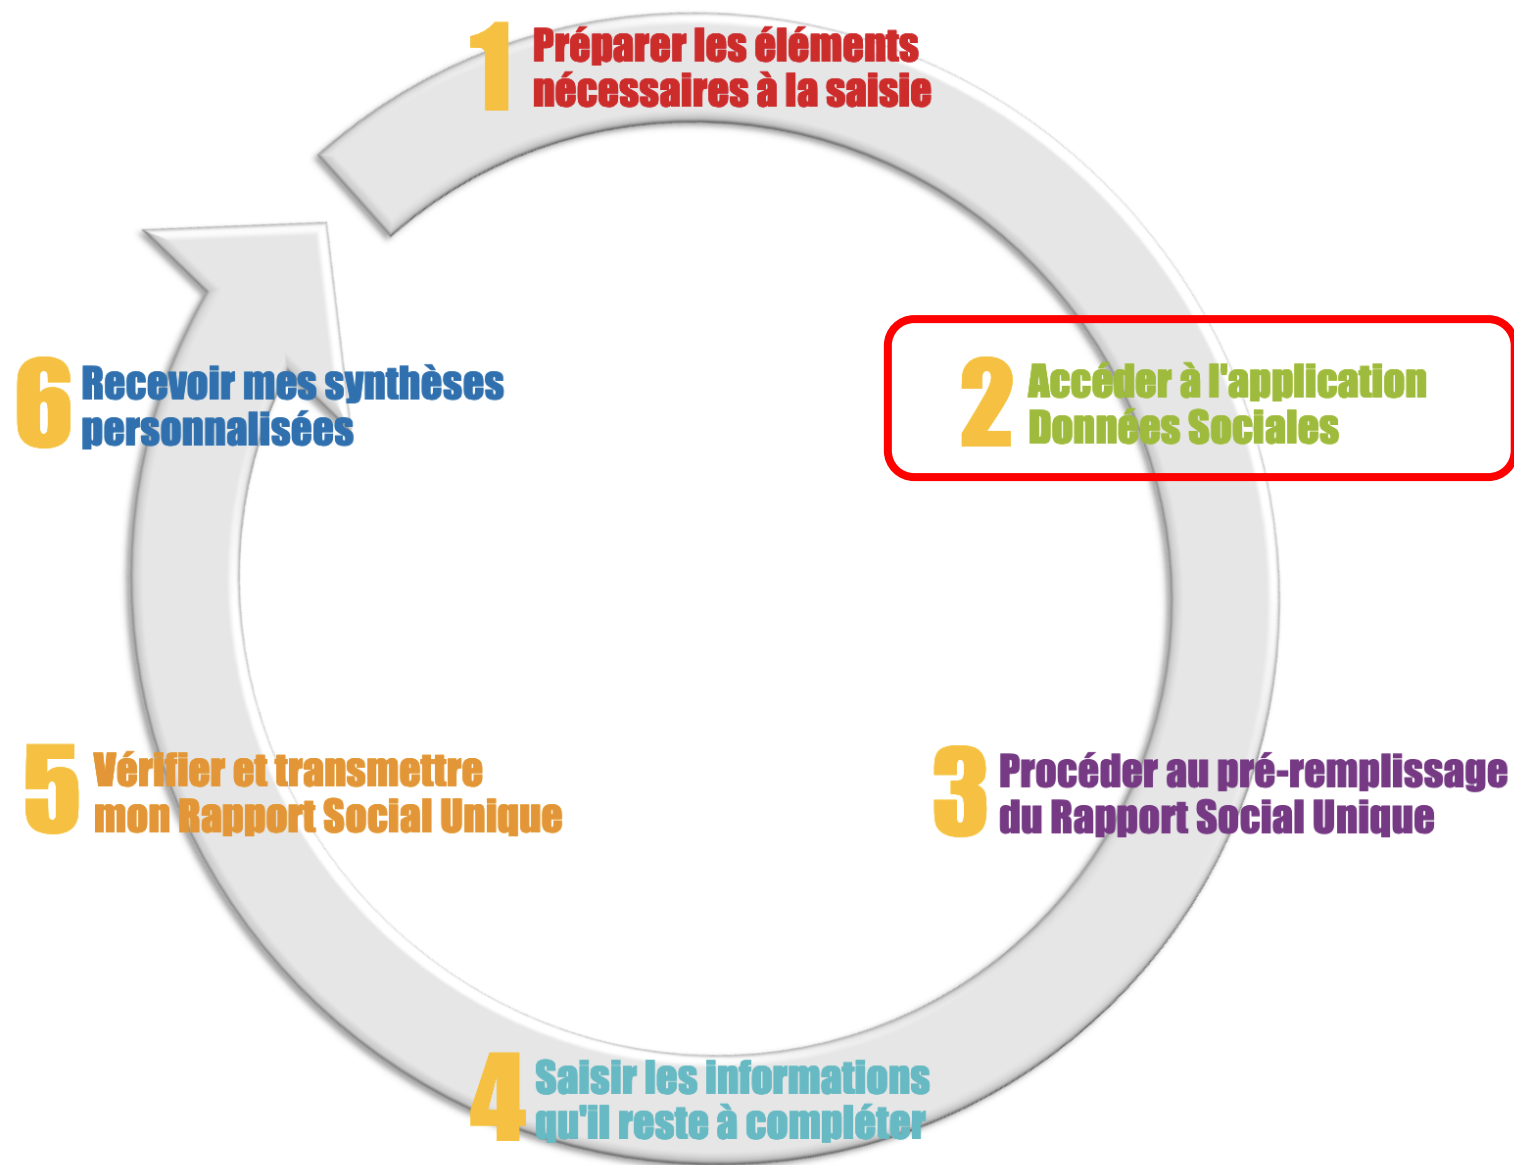 1 Préparer les éléments
nécessaires à la saisie
2 Accéder à l'application
Données Sociales
3 Procéder au pré-remplissage
du Rapport Social Unique
4 Saisir les informations
qu'il reste à compléter
5 Vérifier et transmettre
mon Rapport Social Unique
6 Recevoir mes synthèses
personnalisées